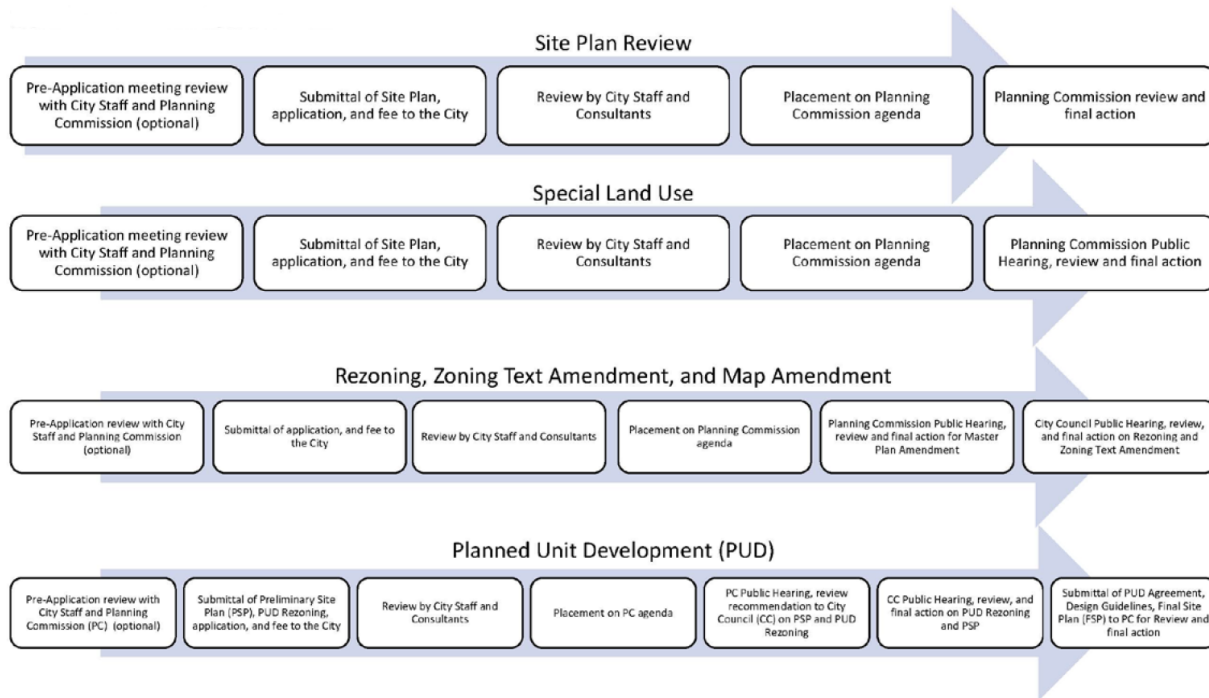 Site Plan Review
Pre-Application meeting review
with City Staff and Planning
Commission (optional)
Submittal of Site Plan,
application, and fee to the City
Review by City Staff and
Consultants
Placement on Planning
Commission agenda
Planning Commission review and
final action
Special Land Use
Pre-Application meeting review
with City Staff and Planning
Commission (optional)
Submittal of Site Plan,
application, and fee to the City
Review by City Staff and
Consultants
Placement on Planning
Commission agenda
Planning Commission Public
Hearing, review and final action
Rezoning, Zoning Text Amendment, and Map Amendment
Pre-Application review with City
Staff and Planning Commission
(optional)
Submittal of application, and fee to
the City
Review by City Staff and Consultants
Placement on Planning Commission
agenda
Planning Commission Public Hearing,
review and final action for Master
Plan Amendment
City Council Public Hearing, review,
and final action on Rezoning and
Zoning Text Amendment
Planned Unit Development (PUD)
Pre-Application review with
City Staff and Planning
Commission (PC) (optional)
Submittal of Preliminary Site
Plan (PSP), PUD Rezoning,
application, and fee to the City
Review by City Staff and
Consultants
Placement on PC agenda
PC Public Hearing, review
recommendation to City
Council (CC) on PSP and PUD
Rezoning
CC Public Hearing, review, and
final action on PUD Rezoning
and PSP
Submittal of PUD Agreement,
Design Guidelines, Final Site
Plan (FSP) to PC for Review and
final action